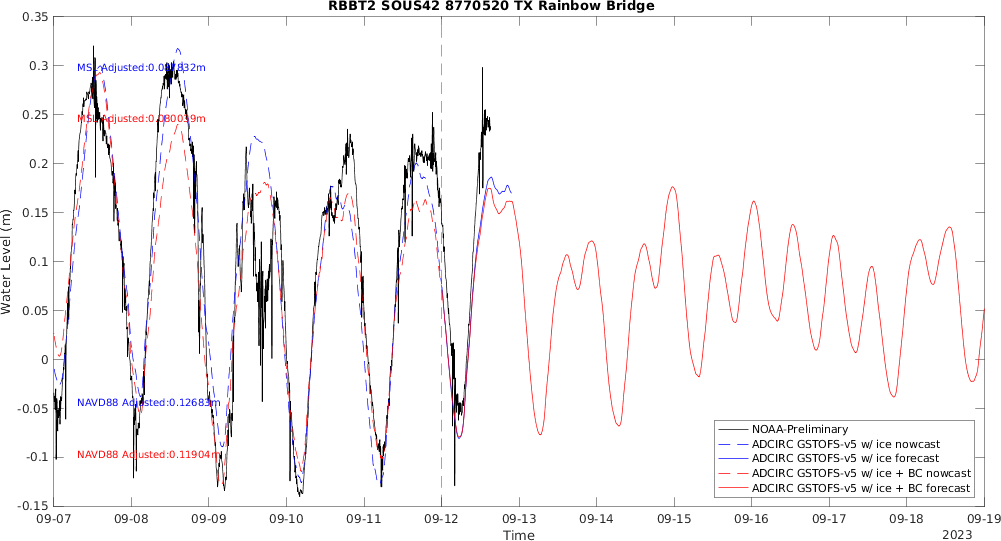 RBBT2 SOUS42 8770520 TX Rainbow Bridge
Water Level (m)
0.35
0.3
0.25
0.2
0.15
0.1
0.05
0
-0.05
-0.1
-0.15
NAVD88 Adjusted:0.12683m
NAVD88 Adjusted:0.11904m
NOAA-Preliminary
ADCIRC GSTOFS-v5 w/ ice nowcast
ADCIRC GSTOFS-v5 w/ ice forecast
ADCIRC GSTOFS-v5 w/ ice + BC nowcast
ADCIRC GSTOFS-v5 w/ ice + BC forecast
09-07 09-08 09-09 09-10 09-11 09-12 09-13 09-14 09-15 09-16 09-17 09-18 09-19
Time
2023